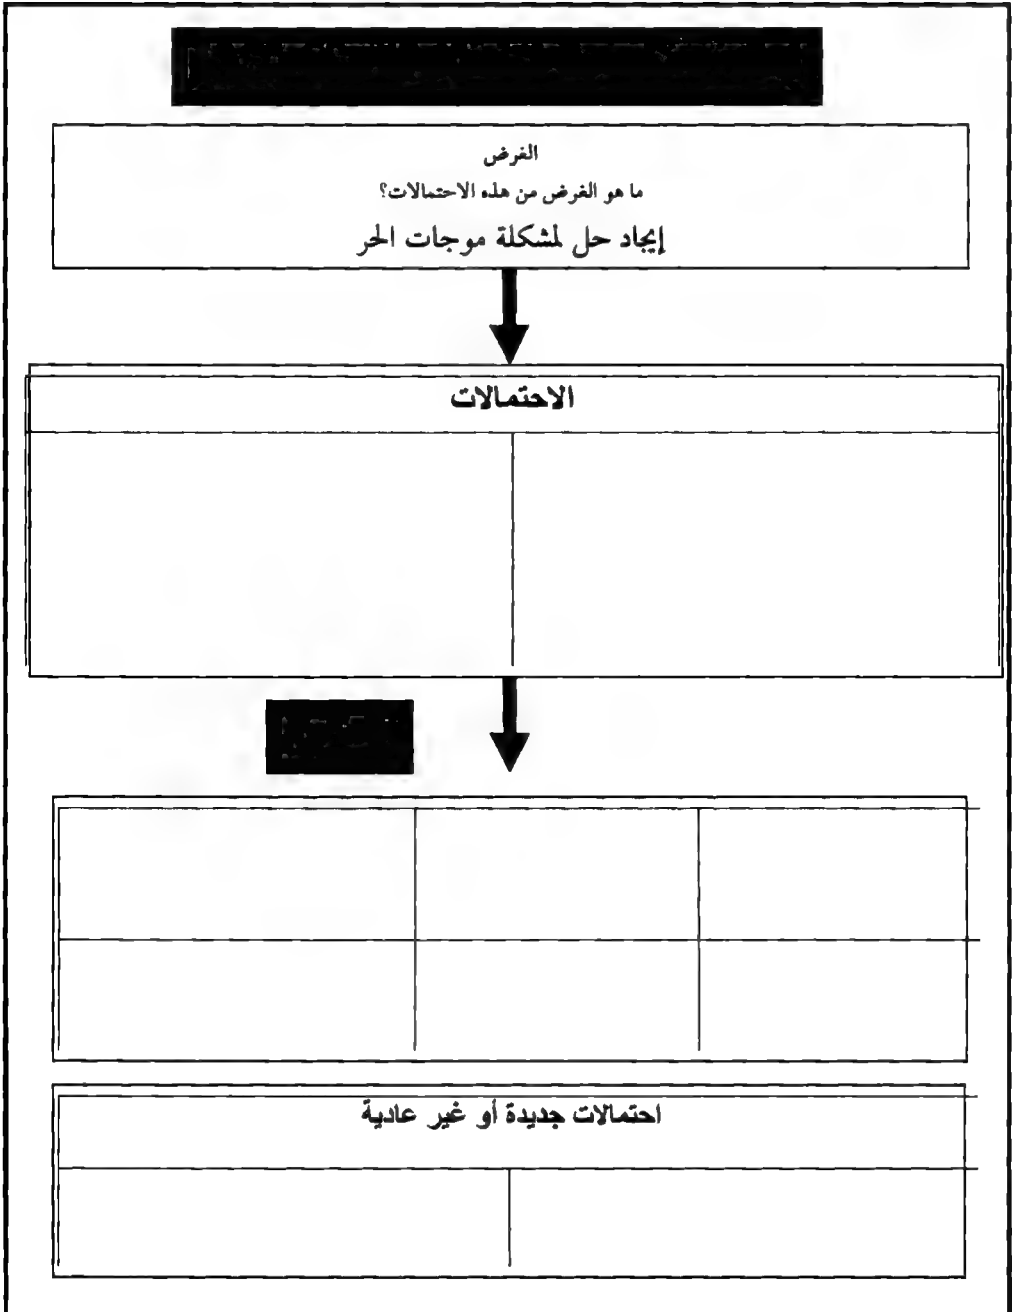 الغرض
ما هو الغرض من هذه الاحتمالات؟
إيجاد حل لمشكلة موجات الحر
الاحتمالات
احتمالات جديدة أو غير عادية